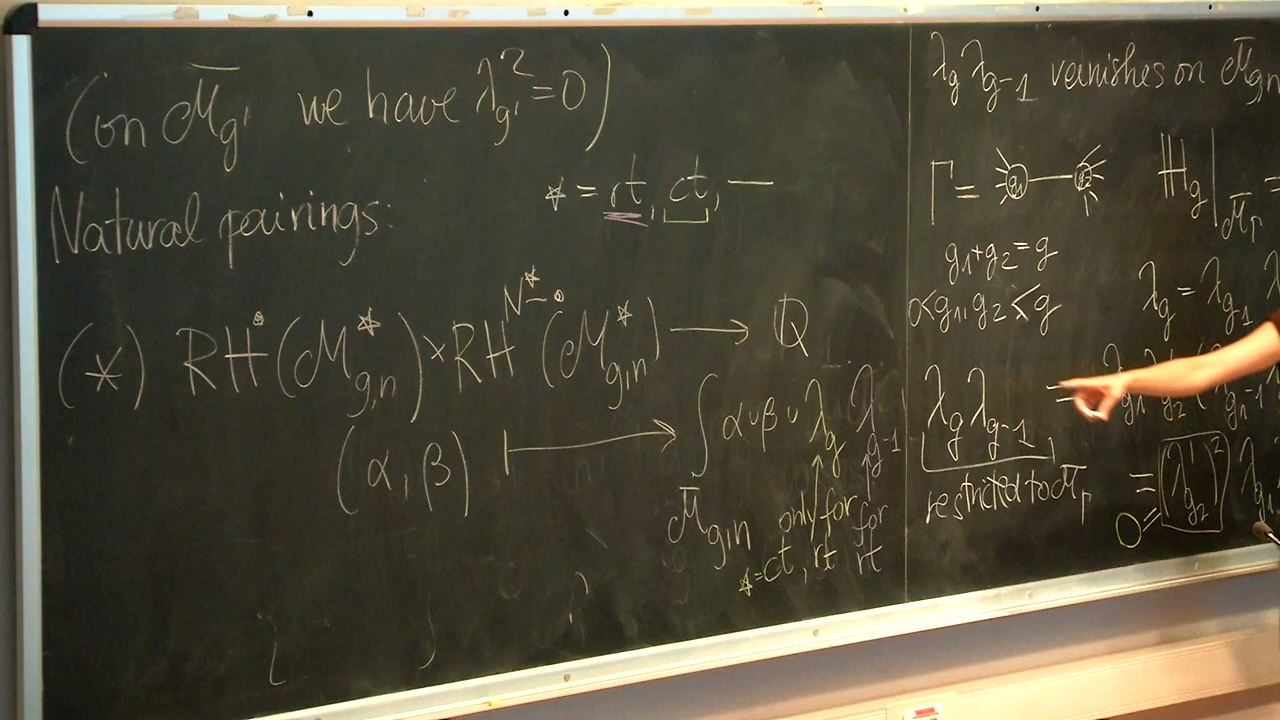 (on M̄_g' we have λ_g'² = 0)
☆ = rt, ct, —
Natural pairings:
(*) RH^•(M^☆_{g,n}) × RH^{N^☆-•}(M^☆_{g,n}) → Q
(α, β) ⟼ ∫_{M̄_{g,n}} α∪β∪λ_g λ_{g-1}
only for ☆=ct, rt
for rt
λ_g λ_{g-1} vanishes on M̄_{g,n}
Γ = g₁ — g₂
H_g|_{M̄_Γ} =
g₁+g₂=g
0<g₁, g₂<g
λ_g = λ_{g₁}
λ_g λ_{g-1} =
restricted to M̄_Γ
= (λ_{g₂})²
0 =